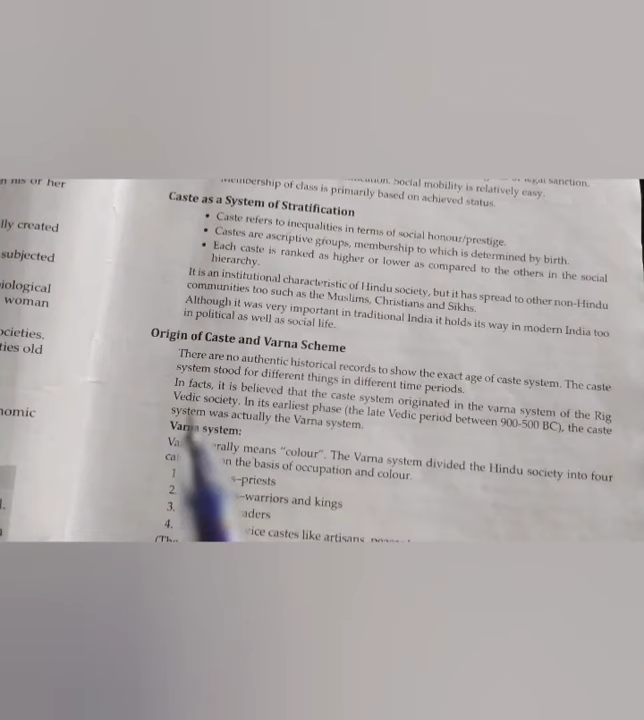 n his of her
lly created
subjected
iological
woman
ocieties,
ties old
nomic
l.
Social mobility is relatively easy.
Membership of class is primarily based on achieved status.
Caste as a System of Stratification
• Caste refers to inequalities in terms of social honour/prestige.
• Castes are ascriptive groups, membership to which is determined by birth.
• Each caste is ranked as higher or lower as compared to the others in the social
hierarchy.
It is an institutional characteristic of Hindu society, but it has spread to other non-Hindu
communities too such as the Muslims, Christians and Sikhs.
Although it was very important in traditional India it holds its way in modern India too
in political as well as social life.
Origin of Caste and Varna Scheme
There are no authentic historical records to show the exact age of caste system. The caste
system stood for different things in different time periods.
In facts, it is believed that the caste system originated in the varna system of the Rig
Vedic society. In its earliest phase (the late Vedic period between 900-500 BC), the caste
system was actually the Varna system.
Varna system:
Va rally means “colour”. The Varna system divided the Hindu society into four
ca on the basis of occupation and colour.
1 s–priests
2. –warriors and kings
3. aders
4. vice castes like artisans,
(The